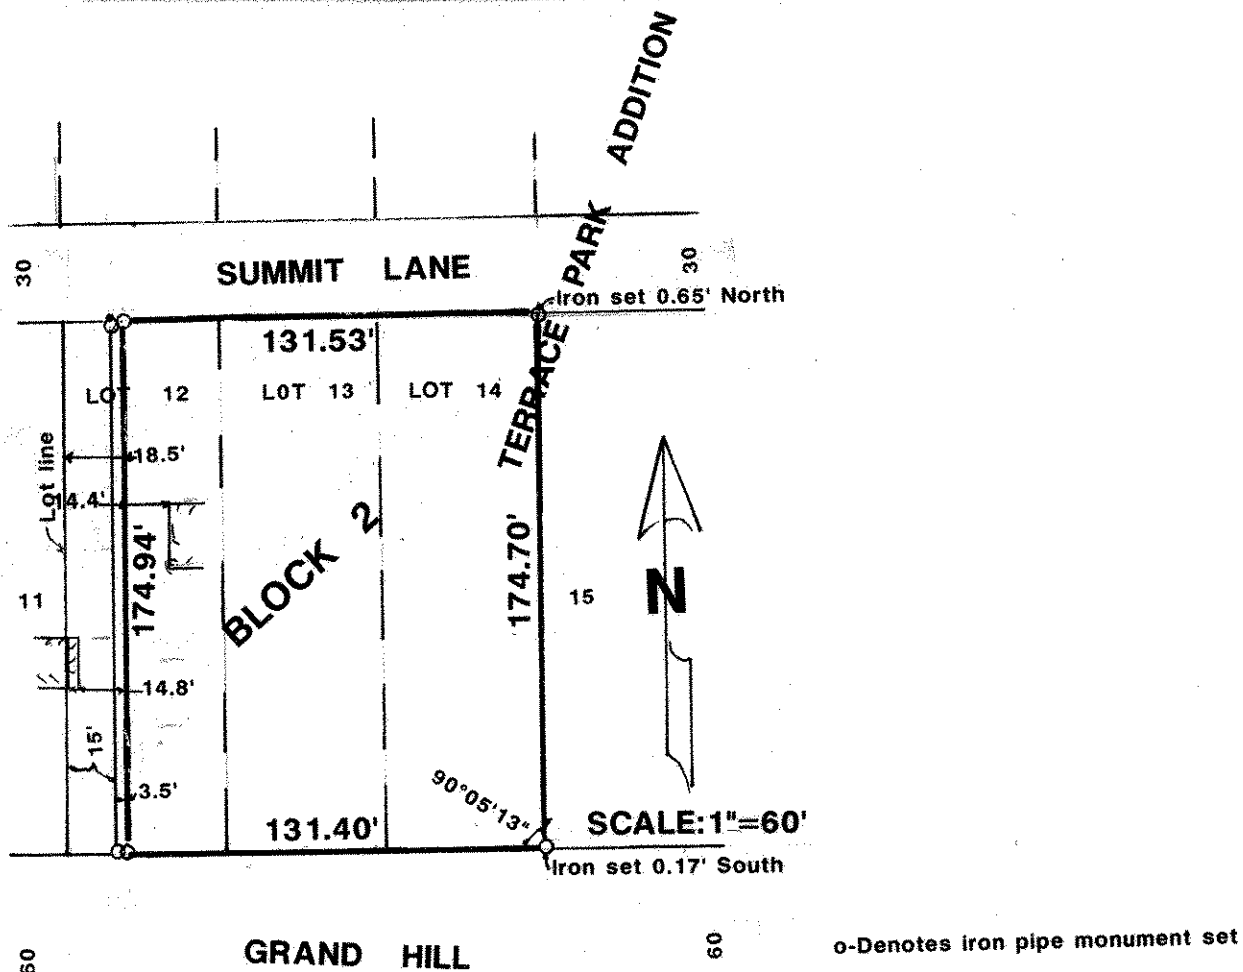 TERRACE PARK ADDITION
30
SUMMIT LANE
30
Iron set 0.65' North
131.53'
LOT 12
LOT 13
LOT 14
Lot line
18.5'
14.4'
174.94'
BLOCK 2
174.70'
11
15
N
14.8'
15'
3.5'
90°05'13"
131.40'
SCALE:1"=60'
Iron set 0.17' South
60
GRAND HILL
60
o-Denotes iron pipe monument set